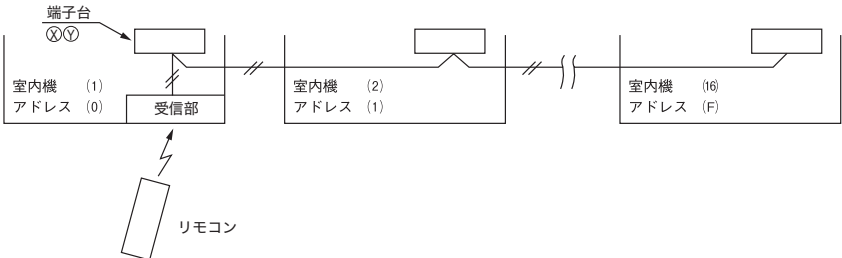 端子台
ⓍⓎ
室内機 (1)
アドレス (0)
受信部
室内機 (2)
アドレス (1)
室内機 (16)
アドレス (F)
リモコン